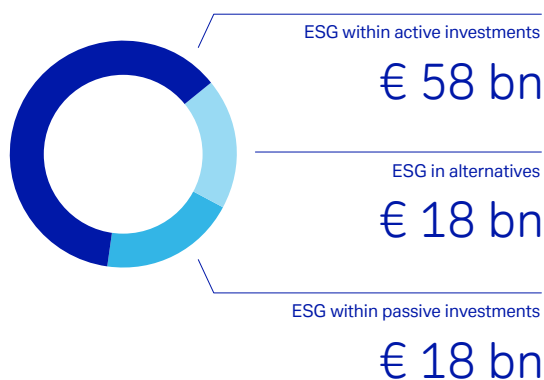 ESG within active investments
€ 58 bn
ESG in alternatives
€ 18 bn
ESG within passive investments
€ 18 bn